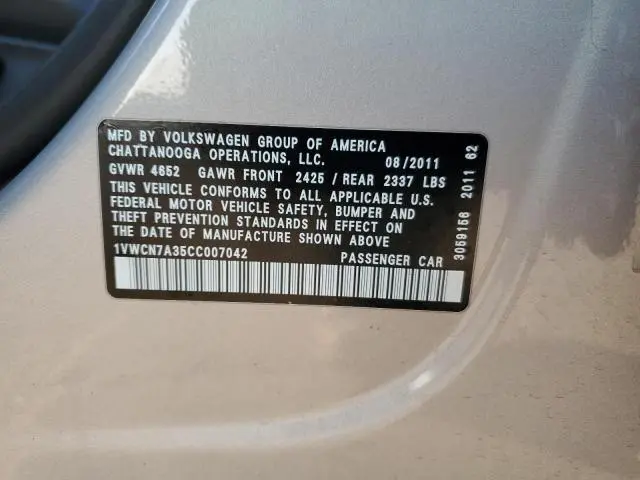 MFD BY VOLKSWAGEN GROUP OF AMERICA
CHATTANOOGA OPERATIONS, LLC. 08/2011
GVWR 4652 GAWR FRONT 2425 / REAR 2337 LBS
THIS VEHICLE CONFORMS TO ALL APPLICABLE U.S.
FEDERAL MOTOR VEHICLE SAFETY, BUMPER AND
THEFT PREVENTION STANDARDS IN EFFECT ON
THE DATE OF MANUFACTURE SHOWN ABOVE
1VWCN7A35CC007042 PASSENGER CAR
3059156 2011 62